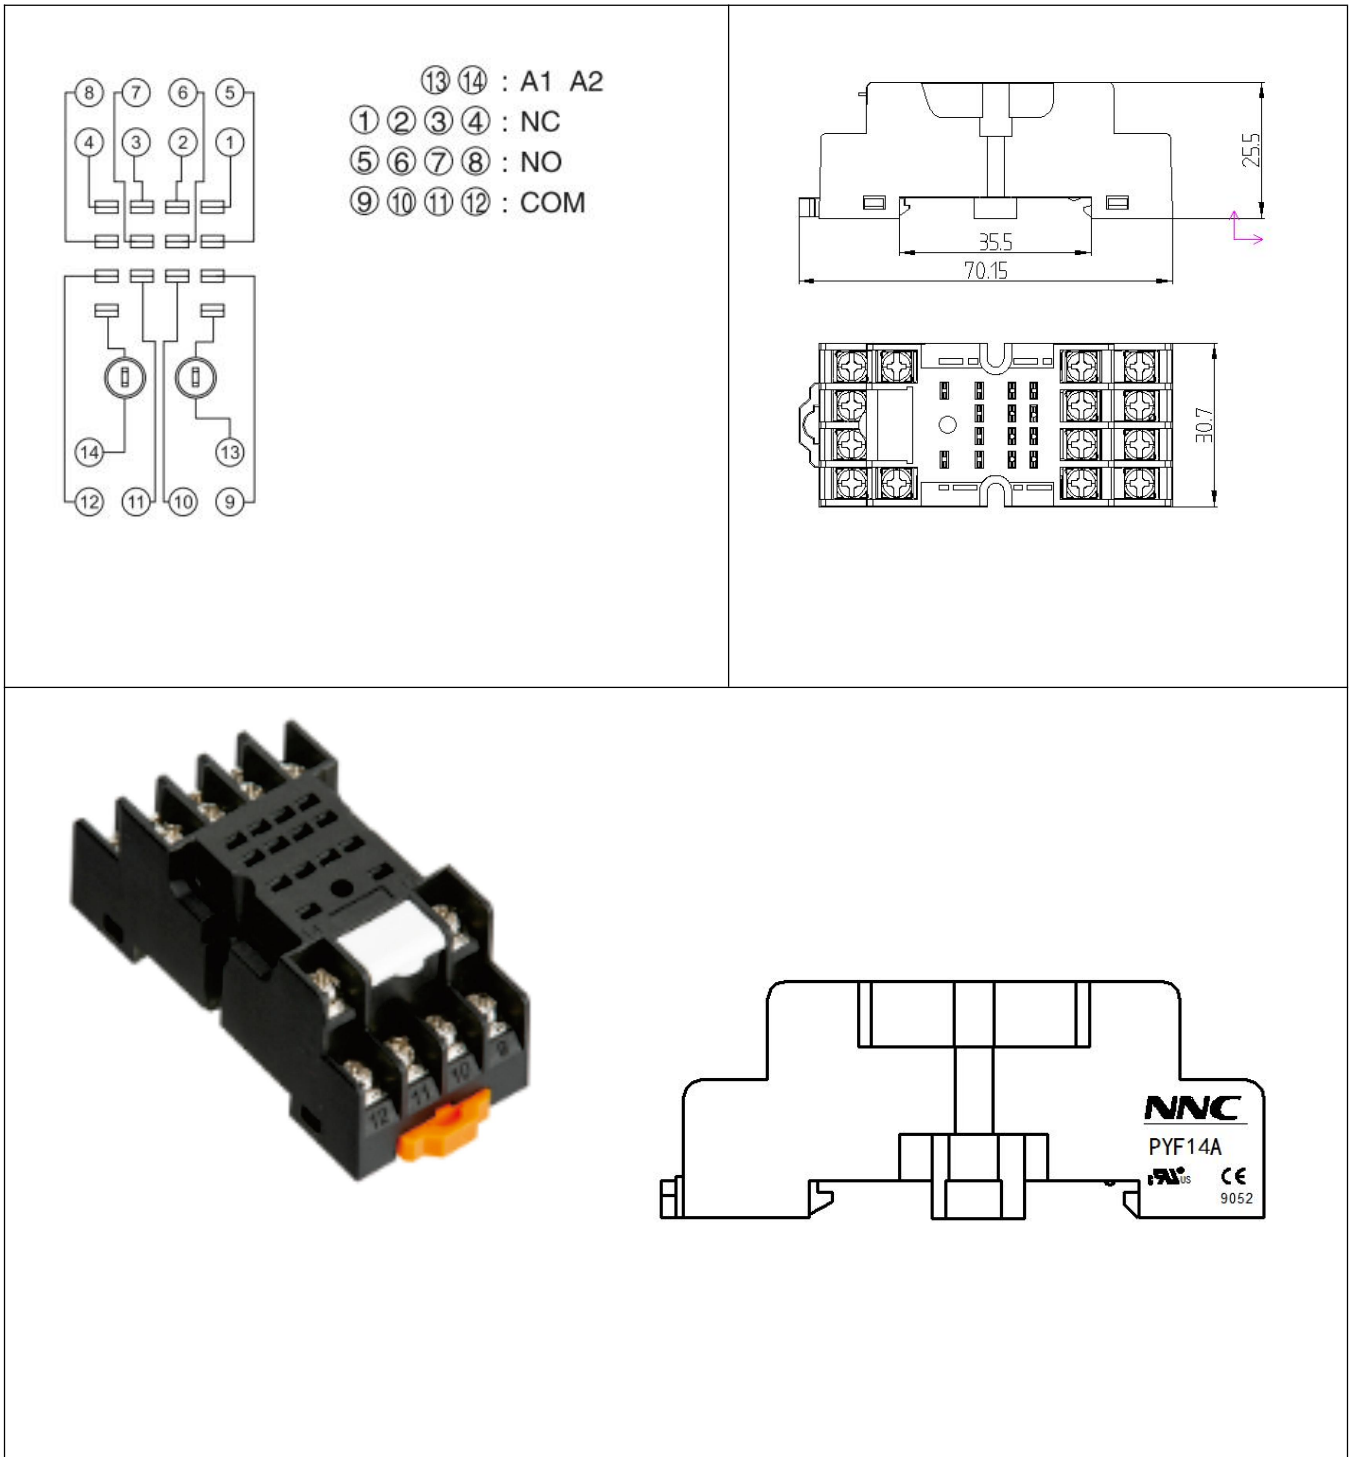 8 7 6 5
4 3 2 1
14 13
12 11 10 9
⑬ ⑭ : A1 A2
① ② ③ ④ : NC
⑤ ⑥ ⑦ ⑧ : NO
⑨ ⑩ ⑪ ⑫ : COM
25.5
35.5
70.15
30.7
12 11 10 9
NNC
PYF14A
US CE
9052